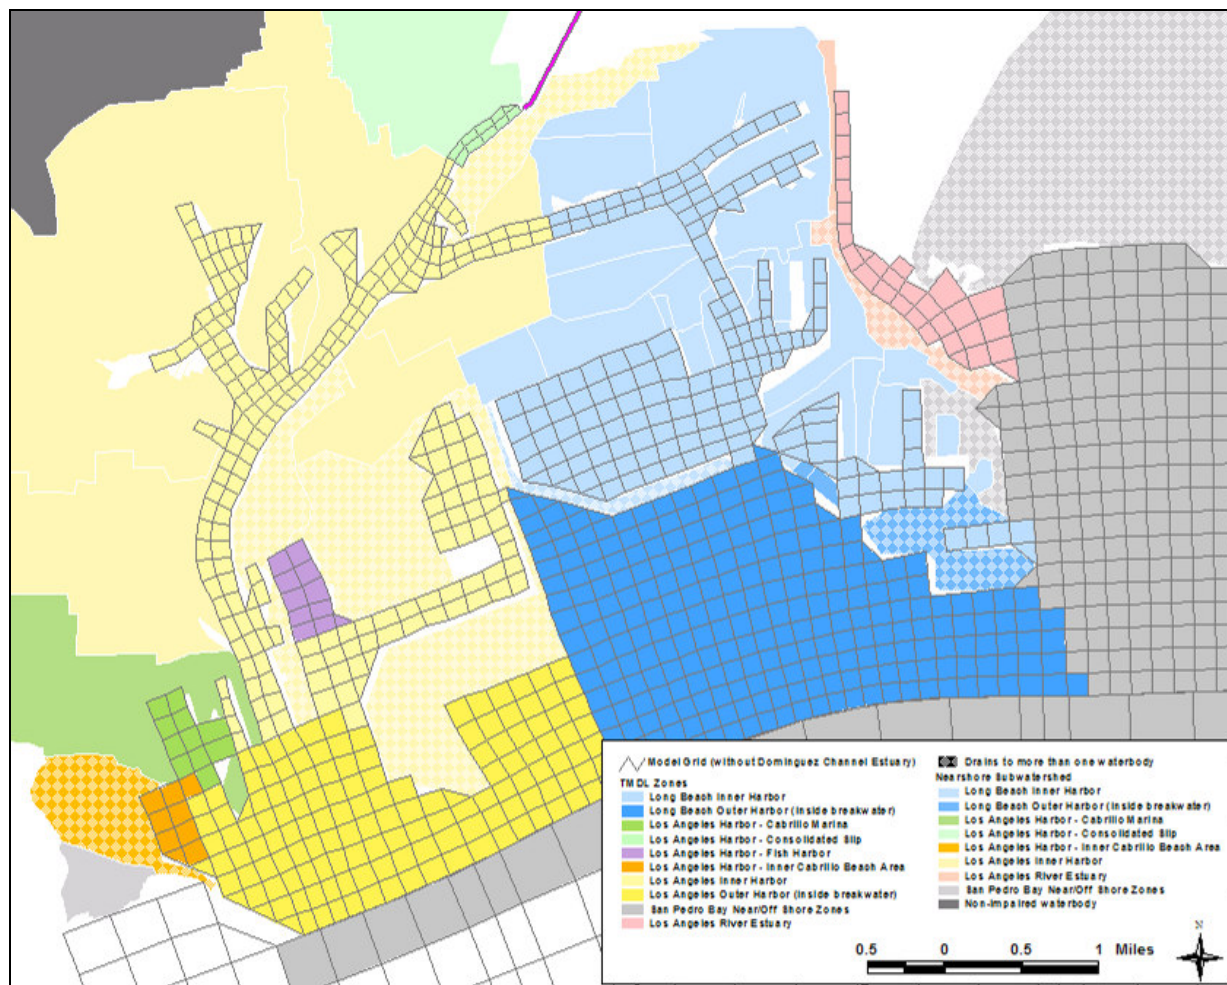 Model Grid (without Dominguez Channel Estuary)
TMDL Zones
Long Beach Inner Harbor
Long Beach Outer Harbor (inside breakwater)
Los Angeles Harbor - Cabrillo Marina
Los Angeles Harbor - Consolidated Slip
Los Angeles Harbor - Fish Harbor
Los Angeles Harbor - Inner Cabrillo Beach Area
Los Angeles Inner Harbor
Los Angeles Outer Harbor (inside breakwater)
San Pedro Bay Near/Off Shore Zones
Los Angeles River Estuary
Drains to more than one waterbody
Nearshore Subwatershed
Long Beach Inner Harbor
Long Beach Outer Harbor (inside breakwater)
Los Angeles Harbor - Cabrillo Marina
Los Angeles Harbor - Consolidated Slip
Los Angeles Harbor - Inner Cabrillo Beach Area
Los Angeles Inner Harbor
Los Angeles River Estuary
San Pedro Bay Near/Off Shore Zones
Non-impaired waterbody
N
0.5 0 0.5 1 Miles